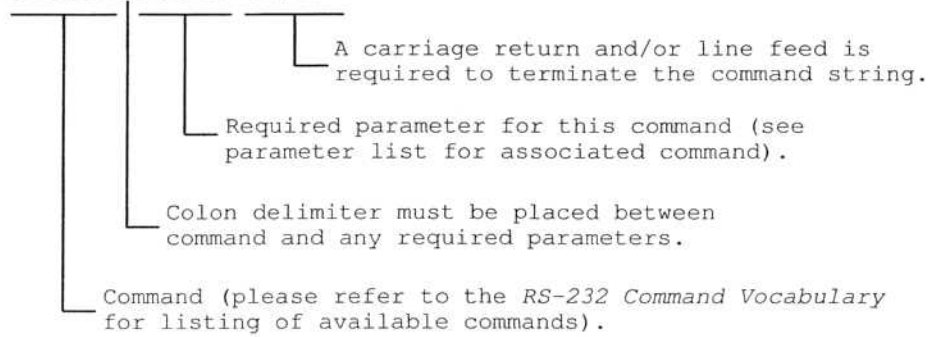 A carriage return and/or line feed is
required to terminate the command string.
Required parameter for this command (see
parameter list for associated command).
Colon delimiter must be placed between
command and any required parameters.
Command (please refer to the RS-232 Command Vocabulary
for listing of available commands).